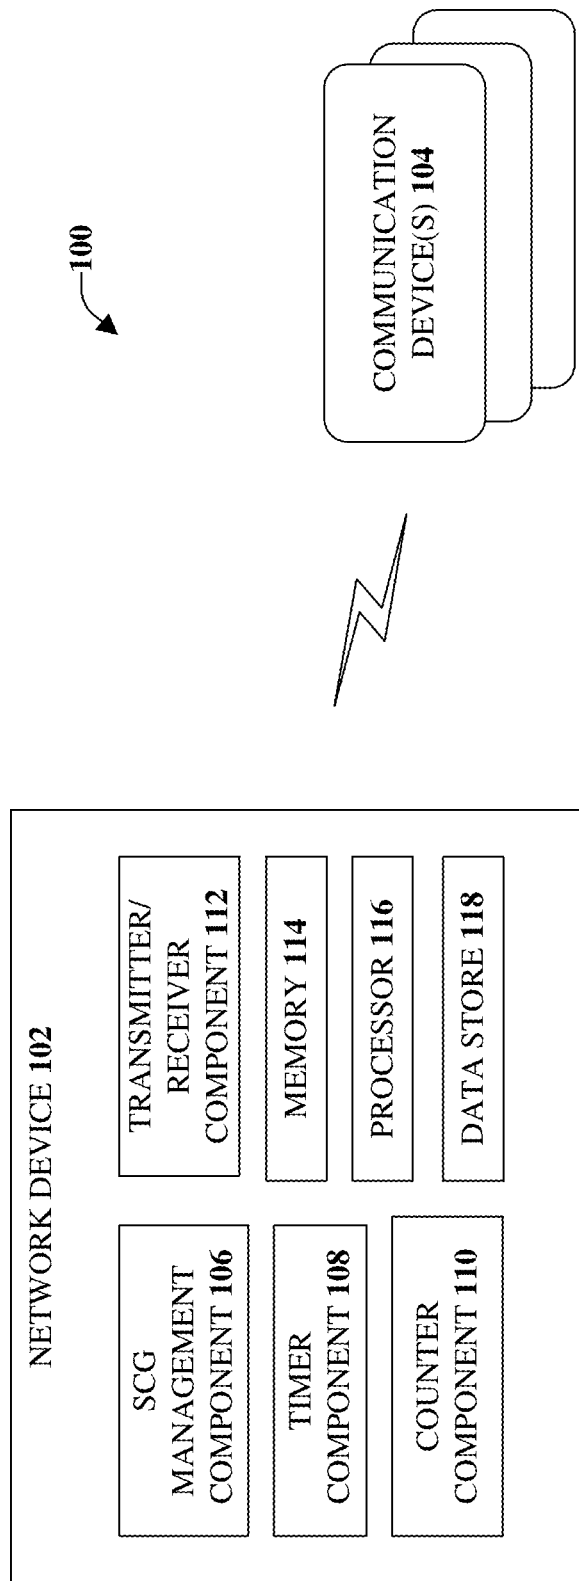 100
NETWORK DEVICE 102
SCG
MANAGEMENT
COMPONENT 106
TIMER
COMPONENT 108
COUNTER
COMPONENT 110
TRANSMITTER/
RECEIVER
COMPONENT 112
MEMORY 114
PROCESSOR 116
DATA STORE 118
COMMUNICATION
DEVICE(S) 104